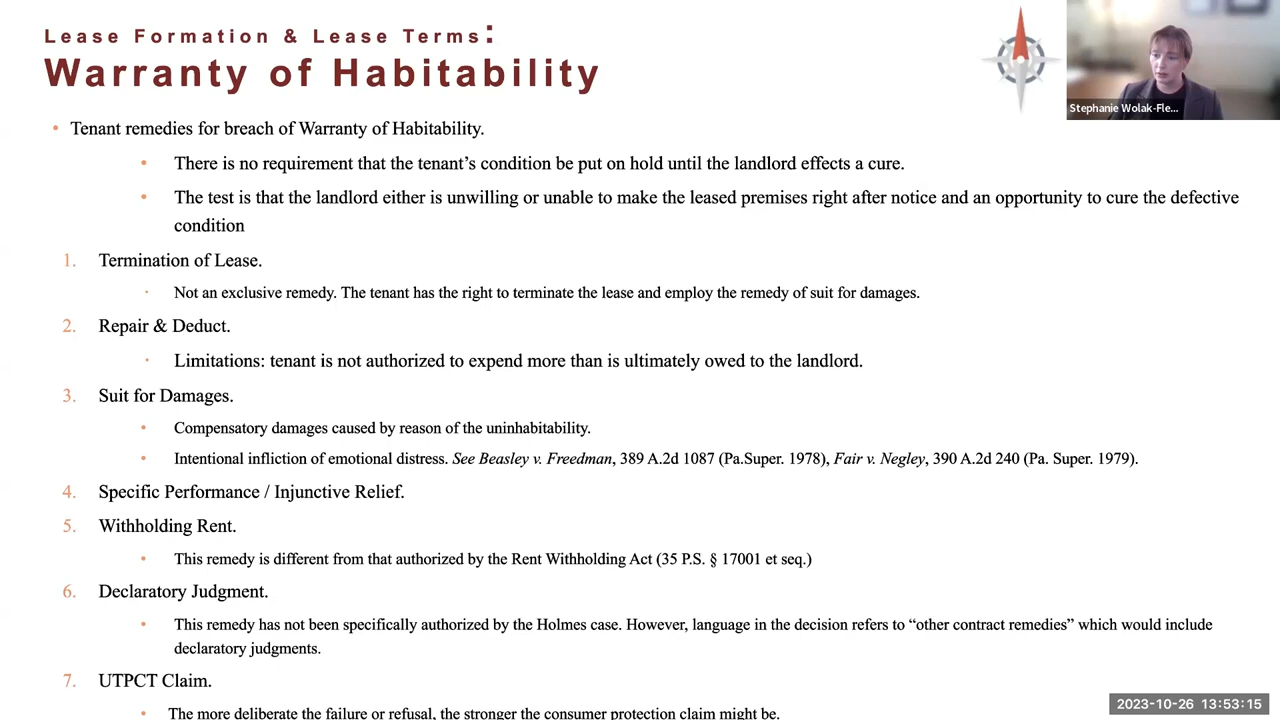 Lease Formation & Lease Terms:
Warranty of Habitability
Stephanie Wolak-Fle...
• Tenant remedies for breach of Warranty of Habitability.
• There is no requirement that the tenant's condition be put on hold until the landlord effects a cure.
• The test is that the landlord either is unwilling or unable to make the leased premises right after notice and an opportunity to cure the defective
condition
1. Termination of Lease.
• Not an exclusive remedy. The tenant has the right to terminate the lease and employ the remedy of suit for damages.
2. Repair & Deduct.
• Limitations: tenant is not authorized to expend more than is ultimately owed to the landlord.
3. Suit for Damages.
• Compensatory damages caused by reason of the uninhabitability.
• Intentional infliction of emotional distress. See Beasley v. Freedman, 389 A.2d 1087 (Pa.Super. 1978), Fair v. Negley, 390 A.2d 240 (Pa. Super. 1979).
4. Specific Performance / Injunctive Relief.
5. Withholding Rent.
• This remedy is different from that authorized by the Rent Withholding Act (35 P.S. § 17001 et seq.)
6. Declaratory Judgment.
• This remedy has not been specifically authorized by the Holmes case. However, language in the decision refers to “other contract remedies” which would include
declaratory judgments.
7. UTPCT Claim.
• The more deliberate the failure or refusal, the stronger the consumer protection claim might be.
2023-10-26 13:53:15